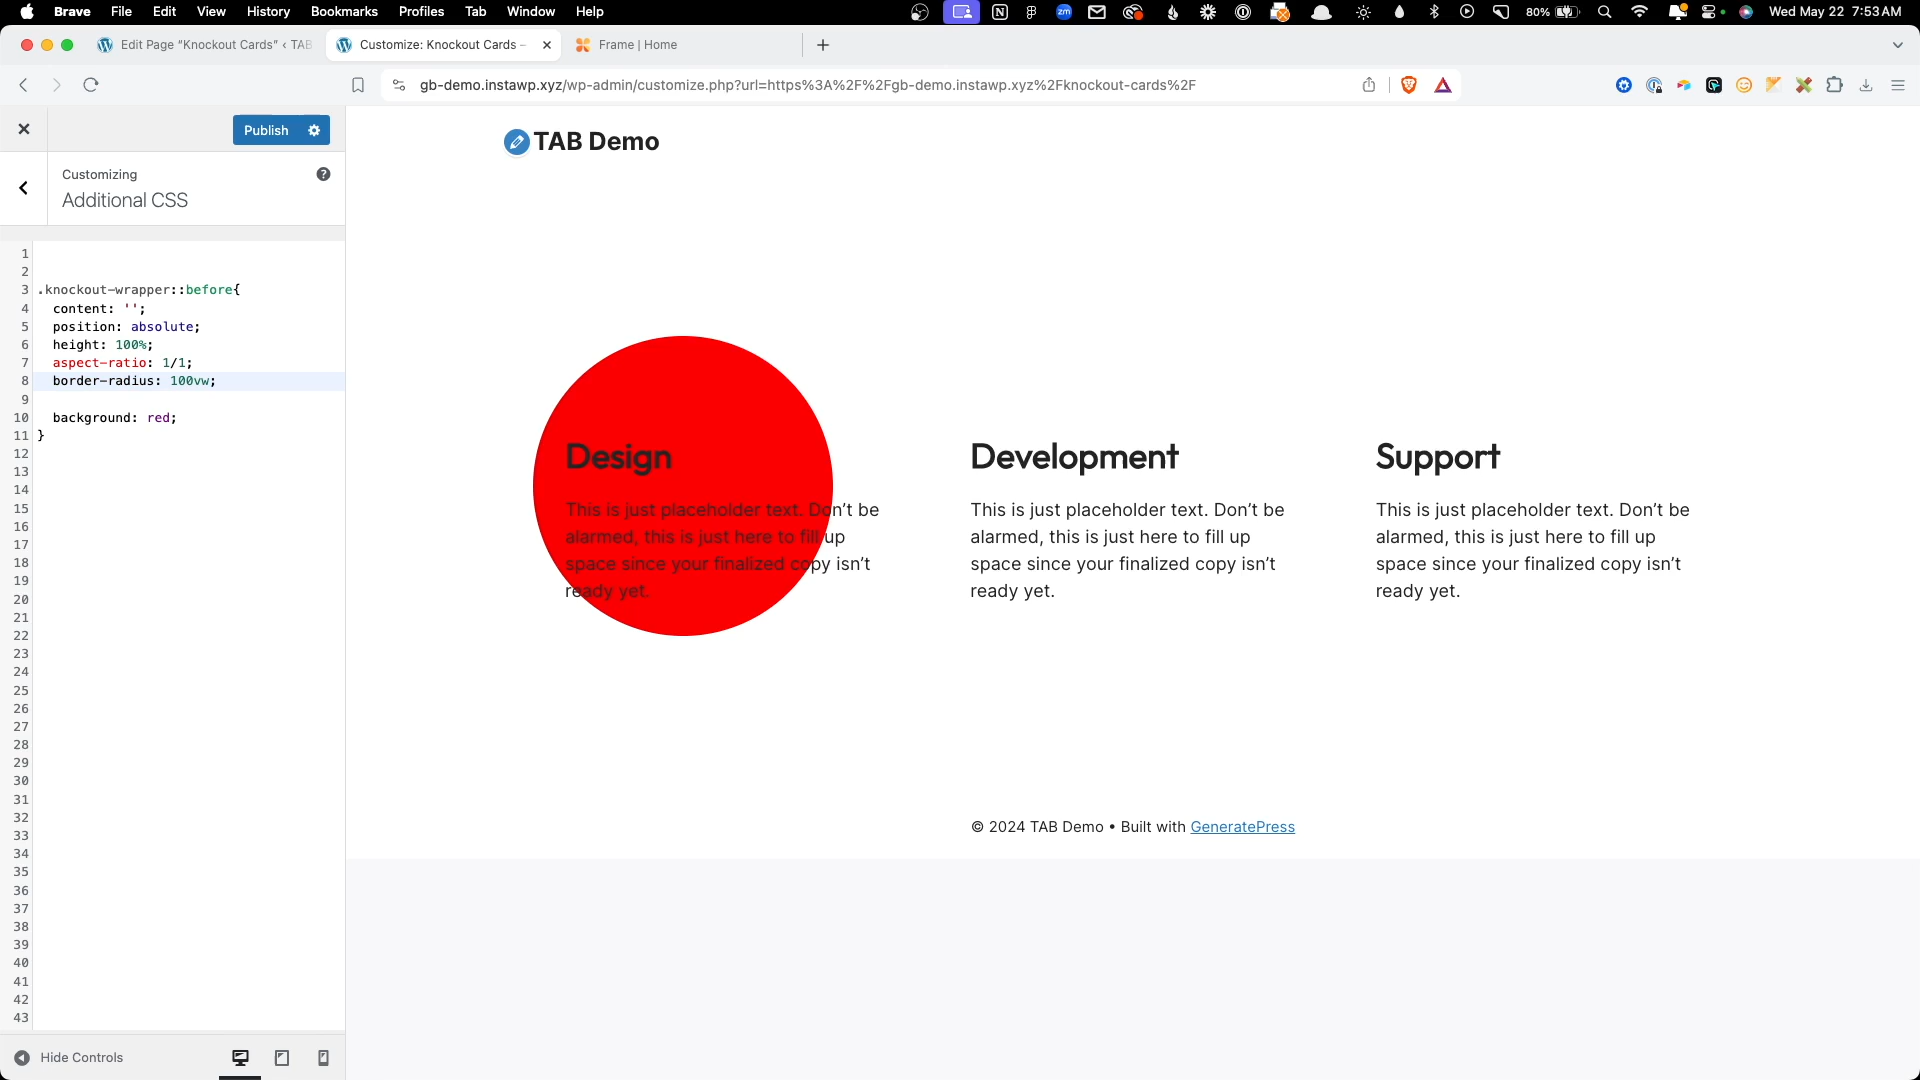 Brave File Edit View History Bookmarks Profiles Tab Window Help zm 80% Wed May 22 7:53 AM
Edit Page “Knockout Cards” ‹ TAB Customize: Knockout Cards – Frame | Home
gb-demo.instawp.xyz/wp-admin/customize.php?url=https%3A%2F%2Fgb-demo.instawp.xyz%2Fknockout-cards%2F
Publish
Customizing
Additional CSS
1
2
3 .knockout-wrapper::before{
4 content: '';
5 position: absolute;
6 height: 100%;
7 aspect-ratio: 1/1;
8 border-radius: 100vw;
9
10 background: red;
11 }
12
13
14
15
16
17
18
19
20
21
22
23
24
25
26
27
28
29
30
31
32
33
34
35
36
37
38
39
40
41
42
43
Hide Controls
TAB Demo
Design
This is just placeholder text. Don’t be
alarmed, this is just here to fill up
space since your finalized copy isn’t
ready yet.
Development
This is just placeholder text. Don’t be
alarmed, this is just here to fill up
space since your finalized copy isn’t
ready yet.
Support
This is just placeholder text. Don’t be
alarmed, this is just here to fill up
space since your finalized copy isn’t
ready yet.
© 2024 TAB Demo • Built with GeneratePress